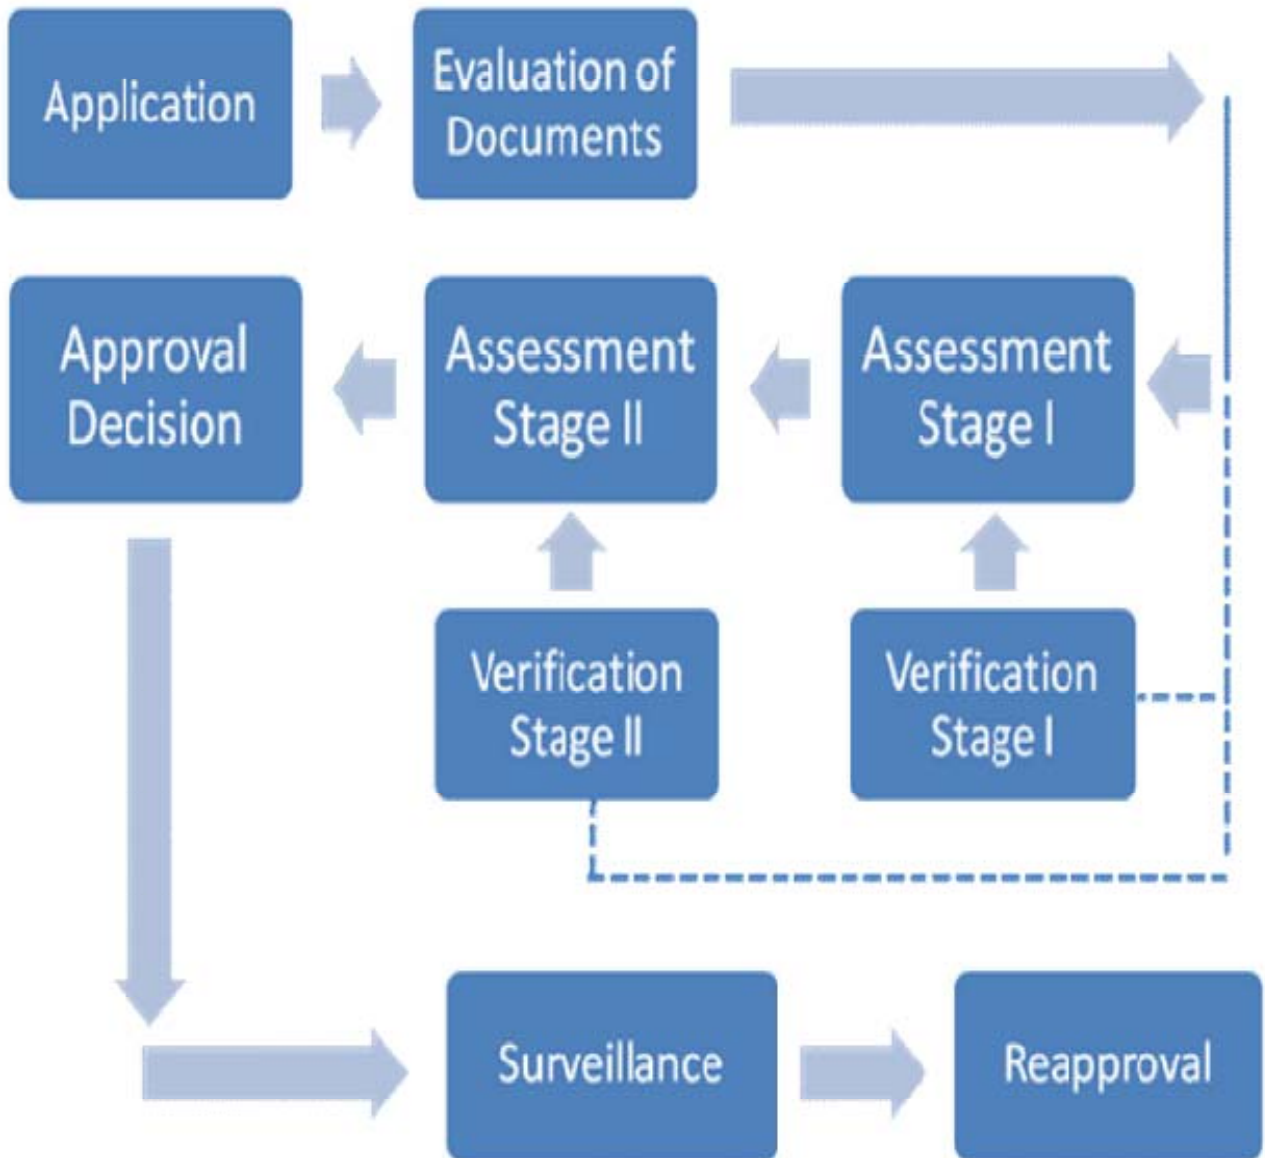 Application
Evaluation of
Documents
Approval
Decision
Assessment
Stage II
Assessment
Stage I
Verification
Stage II
Verification
Stage I
Surveillance
Reapproval